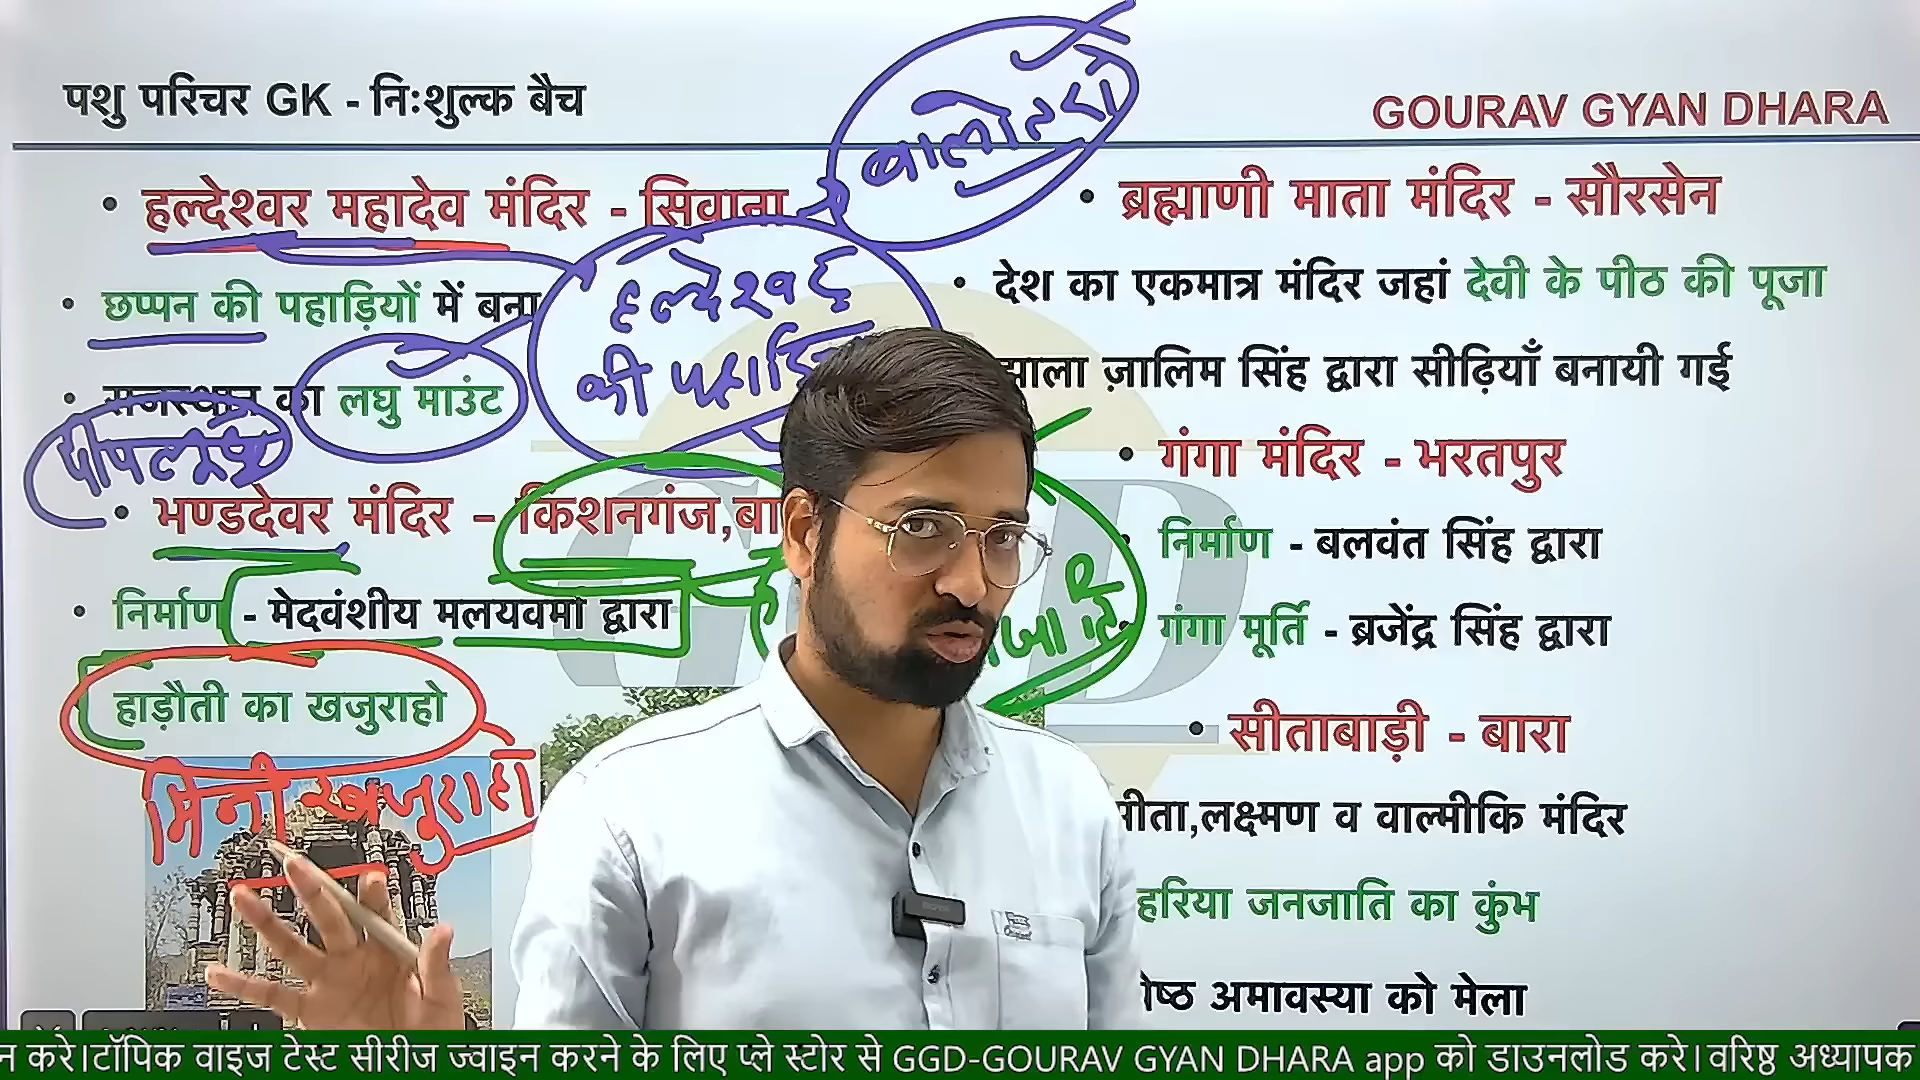 पशु परिचर GK - निःशुल्क बैच
GOURAV GYAN DHARA
बालोतरा
• हल्देश्वर महादेव मंदिर - सिवाना
• छप्पन की पहाड़ियों में बना
हल्देश्वर
की
• राजस्थान का लघु माउंट
पीपलूद
• भण्डदेवर मंदिर - किशनगंज,बा
• निर्माण - मेदवंशीय मलयवर्मा द्वारा
हाड़ौती का खजुराहो
मिनी खजुराहो
• ब्रह्माणी माता मंदिर - सौरसेन
• देश का एकमात्र मंदिर जहां देवी के पीठ की पूजा
झाला ज़ालिम सिंह द्वारा सीढ़ियाँ बनायी गई
• गंगा मंदिर - भरतपुर
निर्माण - बलवंत सिंह द्वारा
गंगा मूर्ति - ब्रजेंद्र सिंह द्वारा
• सीताबाड़ी - बारा
सीता,लक्ष्मण व वाल्मीकि मंदिर
हरिया जनजाति का कुंभ
ष्ठ अमावस्या को मेला
न करे।टॉपिक वाइज टेस्ट सीरीज ज्वाइन करने के लिए प्ले स्टोर से GGD-GOURAV GYAN DHARA app को डाउनलोड करे।वरिष्ठ अध्यापक